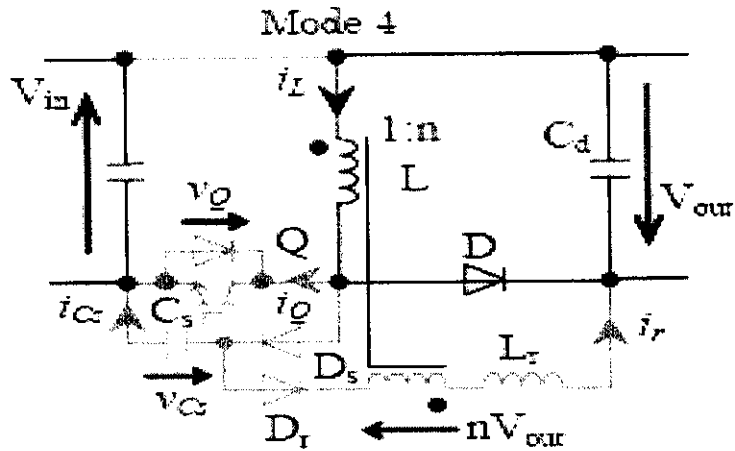 Mode 4
i_L
V_in
1:n
L
C_d
V_out
v_Q
Q
D
i_Cs
C_s
i_Q
i_r
D_s
L_r
v_Cs
D_r
nV_out